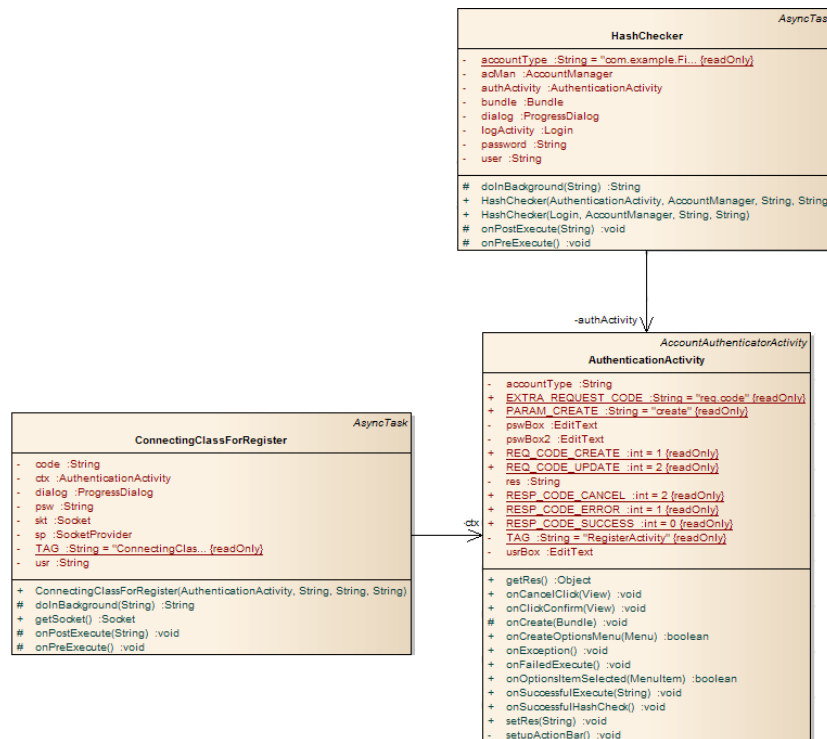 AsyncTas
HashChecker
- accountType :String = "com.example.Fi... {readOnly}
- acMan :AccountManager
- authActivity :AuthenticationActivity
- bundle :Bundle
- dialog :ProgressDialog
- logActivity :Login
- password :String
- user :String
# doInBackground(String) :String
+ HashChecker(AuthenticationActivity, AccountManager, String, String
+ HashChecker(Login, AccountManager, String, String)
# onPostExecute(String) :void
# onPreExecute() :void
-authActivity
AccountAuthenticatorActivity
AuthenticationActivity
- accountType :String
+ EXTRA_REQUEST_CODE :String = "req.code" {readOnly}
+ PARAM_CREATE :String = "create" {readOnly}
- pswBox :EditText
- pswBox2 :EditText
+ REQ_CODE_CREATE :int = 1 {readOnly}
+ REQ_CODE_UPDATE :int = 2 {readOnly}
- res :String
+ RESP_CODE_CANCEL :int = 2 {readOnly}
+ RESP_CODE_ERROR :int = 1 {readOnly}
+ RESP_CODE_SUCCESS :int = 0 {readOnly}
- TAG :String = "RegisterActivity" {readOnly}
- usrBox :EditText
+ getRes() :Object
+ onCancelClick(View) :void
+ onClickConfirm(View) :void
# onCreate(Bundle) :void
+ onCreateOptionsMenu(Menu) :boolean
+ onException() :void
+ onFailedExecute() :void
+ onOptionsItemSelected(MenuItem) :boolean
+ onSuccessfulExecute(String) :void
+ onSuccessfulHashCheck() :void
+ setRes(String) :void
- setupActionBar() :void
AsyncTask
ConnectingClassForRegister
- code :String
- ctx :AuthenticationActivity
- dialog :ProgressDialog
- psw :String
- skt :Socket
- sp :SocketProvider
- TAG :String = "ConnectingClas... {readOnly}
- usr :String
+ ConnectingClassForRegister(AuthenticationActivity, String, String, String)
# doInBackground(String) :String
+ getSocket() :Socket
# onPostExecute(String) :void
# onPreExecute() :void
-ctx